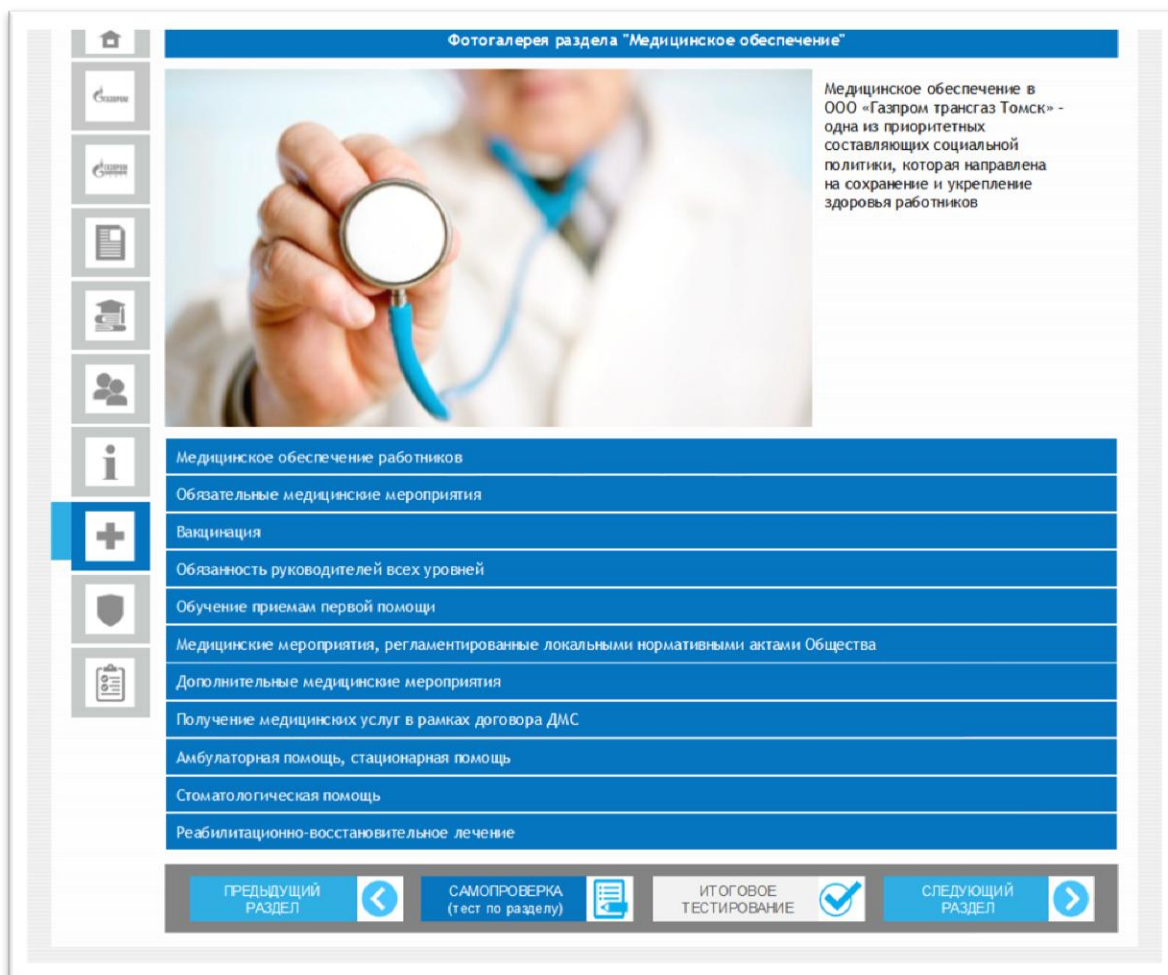 Фотогалерея раздела "Медицинское обеспечение"
ГАЗПРОМ
ГАЗПРОМ
Медицинское обеспечение в
ООО «Газпром трансгаз Томск» -
одна из приоритетных
составляющих социальной
политики, которая направлена
на сохранение и укрепление
здоровья работников
Медицинское обеспечение работников
Обязательные медицинские мероприятия
Вакцинация
Обязанность руководителей всех уровней
Обучение приемам первой помощи
Медицинские мероприятия, регламентированные локальными нормативными актами Общества
Дополнительные медицинские мероприятия
Получение медицинских услуг в рамках договора ДМС
Амбулаторная помощь, стационарная помощь
Стоматологическая помощь
Реабилитационно-восстановительное лечение
ПРЕДЫДУЩИЙ
РАЗДЕЛ
САМОПРОВЕРКА
(тест по разделу)
ИТОГОВОЕ
ТЕСТИРОВАНИЕ
СЛЕДУЮЩИЙ
РАЗДЕЛ